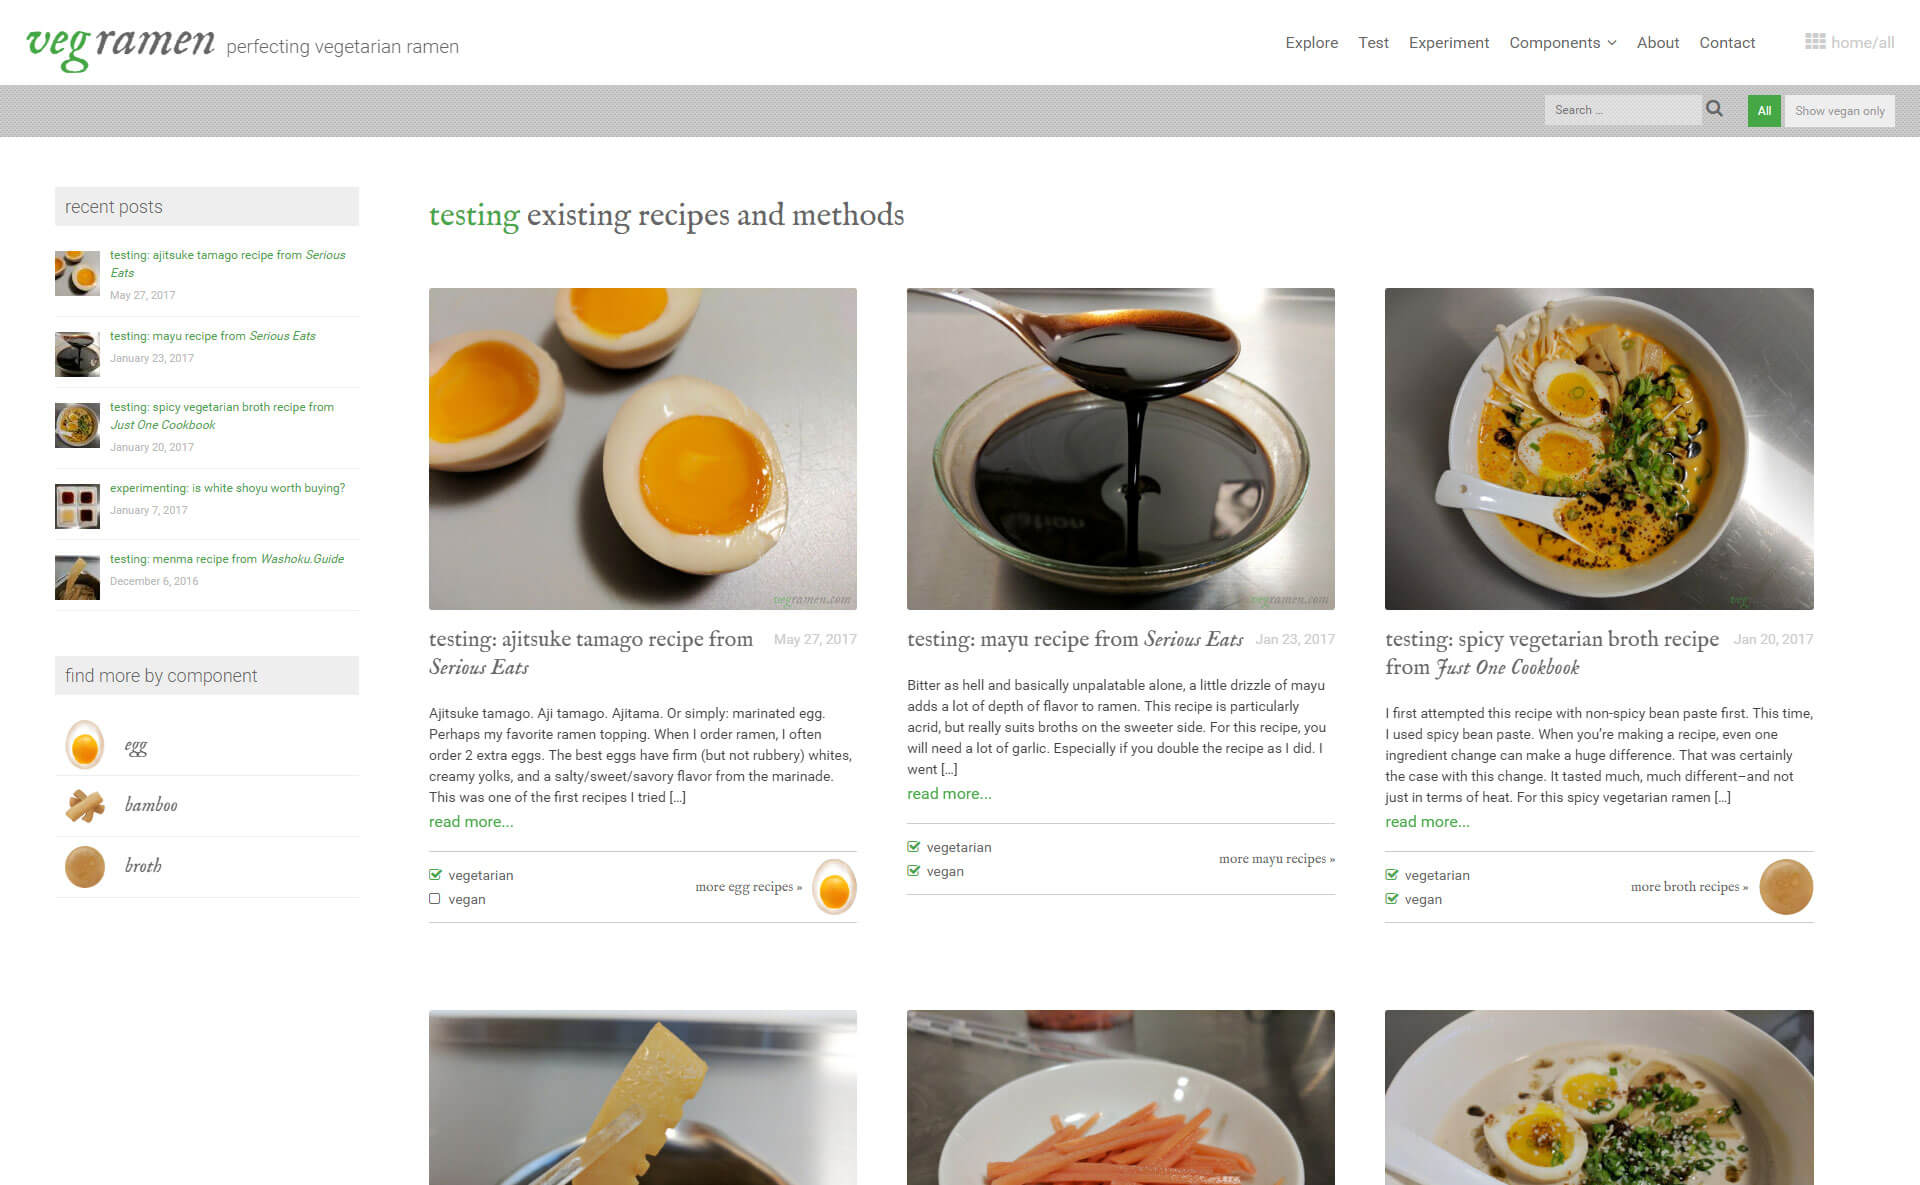 vegramen perfecting vegetarian ramen
Explore Test Experiment Components About Contact home/all
Search ...
All Show vegan only
recent posts
testing: ajitsuke tamago recipe from Serious
Eats
May 27, 2017
testing: mayu recipe from Serious Eats
January 23, 2017
testing: spicy vegetarian broth recipe from
Just One Cookbook
January 20, 2017
experimenting: is white shoyu worth buying?
January 7, 2017
testing: menma recipe from Washoku.Guide
December 6, 2016
find more by component
egg
bamboo
broth
testing existing recipes and methods
vegramen.com
testing: ajitsuke tamago recipe from
Serious Eats
May 27, 2017
Ajitsuke tamago. Aji tamago. Ajitama. Or simply: marinated egg.
Perhaps my favorite ramen topping. When I order ramen, I often
order 2 extra eggs. The best eggs have firm (but not rubbery) whites,
creamy yolks, and a salty/sweet/savory flavor from the marinade.
This was one of the first recipes I tried [...]
read more...
vegetarian
vegan
more egg recipes »
vegramen.com
testing: mayu recipe from Serious Eats
Jan 23, 2017
Bitter as hell and basically unpalatable alone, a little drizzle of mayu
adds a lot of depth of flavor to ramen. This recipe is particularly
acrid, but really suits broths on the sweeter side. For this recipe, you
will need a lot of garlic. Especially if you double the recipe as I did. I
went [...]
read more...
vegetarian
vegan
more mayu recipes »
veg
testing: spicy vegetarian broth recipe
from Just One Cookbook
Jan 20, 2017
I first attempted this recipe with non-spicy bean paste first. This time,
I used spicy bean paste. When you're making a recipe, even one
ingredient change can make a huge difference. That was certainly
the case with this change. It tasted much, much different–and not
just in terms of heat. For this spicy vegetarian ramen [...]
read more...
vegetarian
vegan
more broth recipes »